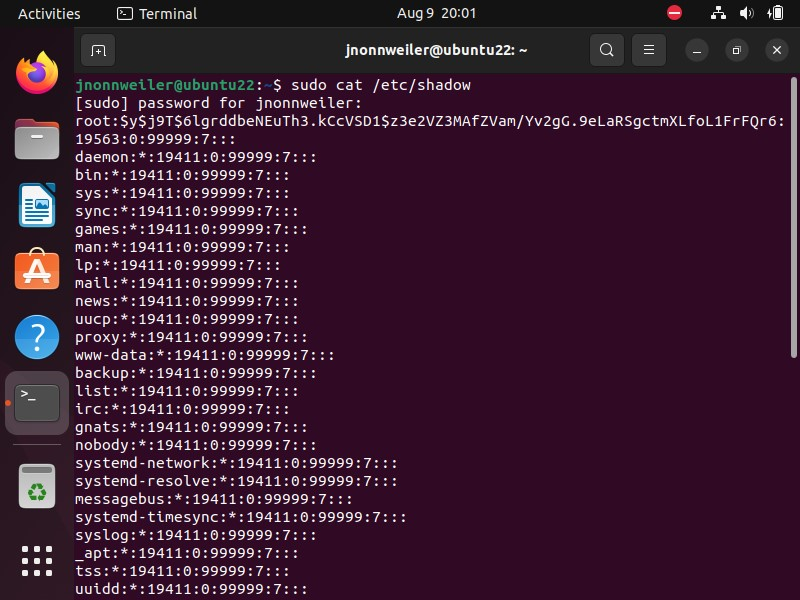 Activities Terminal Aug 9 20:01
jnonnweiler@ubuntu22: ~
jnonnweiler@ubuntu22:~$ sudo cat /etc/shadow
[sudo] password for jnonnweiler:
root:$y$j9T$6lgrddbeNEuTh3.kCcVSD1$z3e2VZ3MAfZVam/Yv2gG.9eLaRSgctmXLfoL1FrFQr6:
19563:0:99999:7:::
daemon:*:19411:0:99999:7:::
bin:*:19411:0:99999:7:::
sys:*:19411:0:99999:7:::
sync:*:19411:0:99999:7:::
games:*:19411:0:99999:7:::
man:*:19411:0:99999:7:::
lp:*:19411:0:99999:7:::
mail:*:19411:0:99999:7:::
news:*:19411:0:99999:7:::
uucp:*:19411:0:99999:7:::
proxy:*:19411:0:99999:7:::
www-data:*:19411:0:99999:7:::
backup:*:19411:0:99999:7:::
list:*:19411:0:99999:7:::
irc:*:19411:0:99999:7:::
gnats:*:19411:0:99999:7:::
nobody:*:19411:0:99999:7:::
systemd-network:*:19411:0:99999:7:::
systemd-resolve:*:19411:0:99999:7:::
messagebus:*:19411:0:99999:7:::
systemd-timesync:*:19411:0:99999:7:::
syslog:*:19411:0:99999:7:::
_apt:*:19411:0:99999:7:::
tss:*:19411:0:99999:7:::
uuidd:*:19411:0:99999:7:::